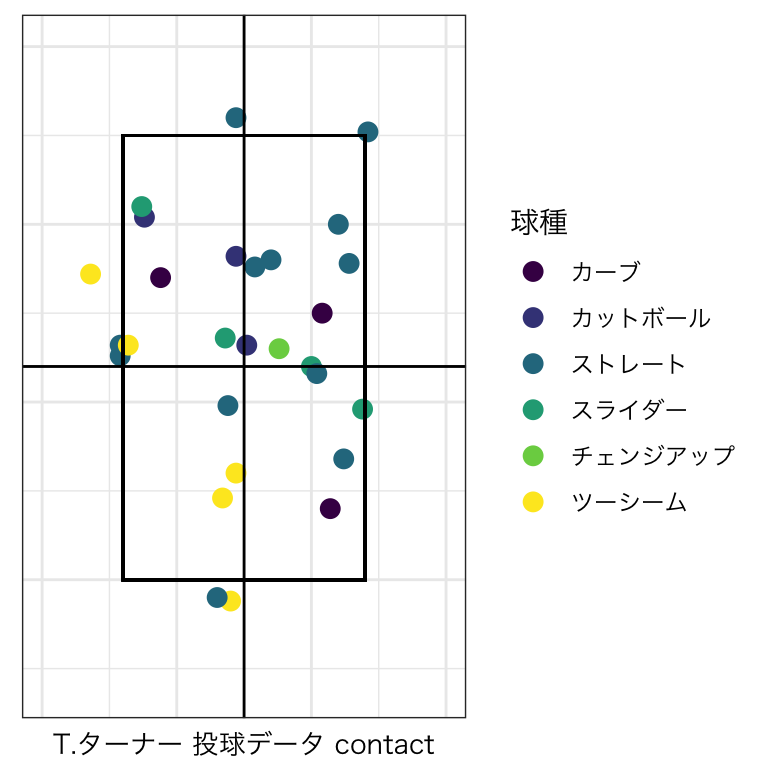 球種
カーブ
カットボール
ストレート
スライダー
チェンジアップ
ツーシーム
T.ターナー 投球データ contact